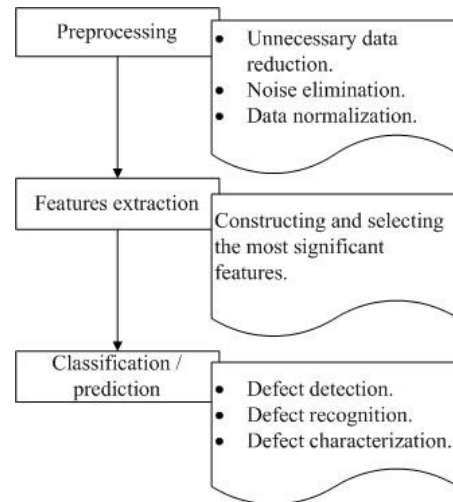 Preprocessing
• Unnecessary data
reduction.
• Noise elimination.
• Data normalization.
Features extraction
Constructing and selecting
the most significant
features.
Classification /
prediction
• Defect detection.
• Defect recognition.
• Defect characterization.